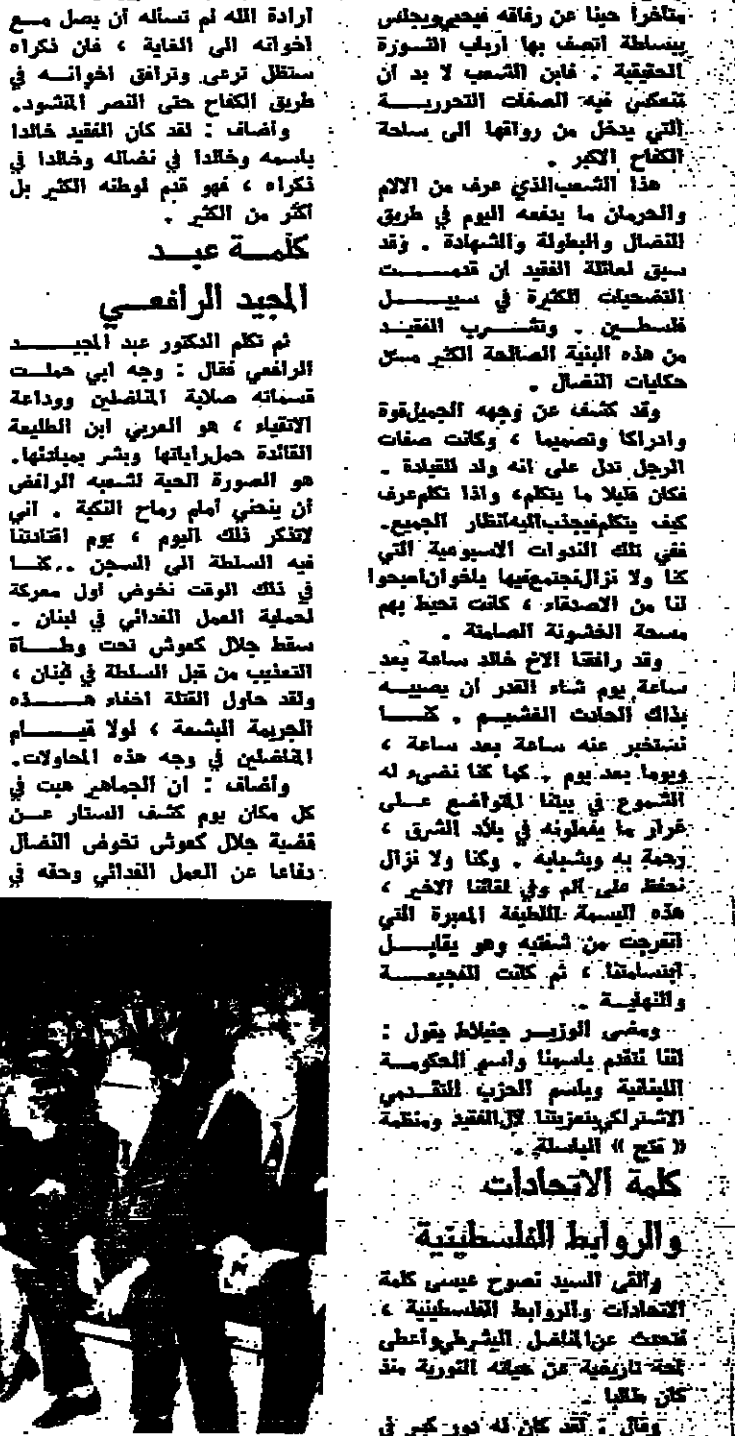 متأخرا حينا عن رفاقه فيحيي ويجلس
ببساطة اتصف بها ارباب الثورة
الحقيقية . فابن الشعب لا بد ان
تنعكس فيه الصفات التحررية
التي يدخل من رواقها الى ساحة
الكفاح الاكبر .
هذا الشعب الذي عرف من الالام
والحرمان ما يدفعه اليوم في طريق
النضال والبطولة والشهادة . وقد
سبق لعائلة الفقيد ان قدمت
التضحيات الكثيرة في سبيل
فلسطين . وتشرب الفقيد
من هذه البنية الصالحة الكثير من
حكايات النضال .
وقد كشف عن وجهه الجميل قوة
وادراكا وتصميما ، وكانت صفات
الرجل تدل على انه ولد للقيادة .
فكان قليلا ما يتكلم، واذا تكلم عرف
كيف يتكلم فيجذب اليه انظار الجميع.
ففي تلك الندوات الاسبوعية التي
كنا ولا نزال نجتمع فيها باخوان اصبحوا
لنا من الاصدقاء ، كانت تحيط بهم
مسحة الخشونة الصامتة .
وقد رافقنا الاخ خالد ساعة بعد
ساعة يوم شاء القدر ان يصيبه
بذاك الحادث الغشيم . كنا
نستخبر عنه ساعة بعد ساعة ،
ويوما بعد يوم . كما كنا نضيء له
الشموع في بيتنا المتواضع على
غرار ما يفعلونه في بلاد الشرق ،
رحمة به وبشبابه . وكنا ولا نزال
نحفظ على الم وفي لقائنا الاخير ،
هذه البسمة اللطيفة المعبرة التي
انفرجت من شفتيه وهو يقابل
ابتسامتنا ، ثم كانت الفجيعة
والنهاية .
ومضى الوزير جنبلاط يقول :
اننا نتقدم باسمنا واسم الحكومة
اللبنانية وباسم الحزب التقدمي
الاشتراكي بتعزيتنا لآل الفقيد ومنظمة
« فتح » الباسلة .
كلمة الاتحادات
والروابط الفلسطينية
والقى السيد نصوح عيسى كلمة
الاتحادات والروابط الفلسطينية ،
فتحدث عن المناضل اليشرطي واعطى
لمحة تاريخية عن حياته الثورية منذ
كان طالبا .
وقال : لقد كان له دور كبير في
ارادة الله لم تسأله ان يصل مع
اخوانه الى الغاية ، فان ذكراه
ستظل ترعى وترافق اخوانه في
طريق الكفاح حتى النصر المنشود.
واضاف : لقد كان الفقيد خالدا
باسمه وخالدا في نضاله وخالدا في
ذكراه ، فهو قدم لوطنه الكثير بل
اكثر من الكثير .
كلمة عبد
المجيد الرافعي
ثم تكلم الدكتور عبد المجيد
الرافعي فقال : وجه ابي حملت
قسماته صلابة المناضلين ووداعة
الاتقياء ، هو العربي ابن الطليعة
القائدة حمل راياتها وبشر بمبادئها.
هو الصورة الحية لشعبه الرافض
أن ينحني أمام رماح النكبة . اني
لاتذكر ذلك اليوم ، يوم اقتادتنا
فيه السلطة الى السجن .. كنا
في ذلك الوقت نخوض اول معركة
لحماية العمل الفدائي في لبنان .
سقط جلال كعوش تحت وطأة
التعذيب من قبل السلطة في لبنان ،
ولقد حاول القتلة اخفاء هذه
الجريمة البشعة ، لولا قيام
المناضلين في وجه هذه المحاولات.
وأضاف : ان الجماهير هبت في
كل مكان يوم كشف الستار عن
قضية جلال كعوش تخوض النضال
دفاعا عن العمل الفدائي وحقه في